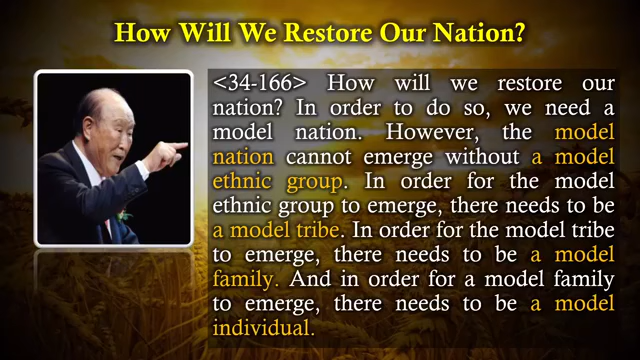 How Will We Restore Our Nation?
<34-166> How will we restore our
nation? In order to do so, we need a
model nation. However, the model
nation cannot emerge without a model
ethnic group. In order for the model
ethnic group to emerge, there needs to be
a model tribe. In order for the model tribe
to emerge, there needs to be a model
family. And in order for a model family
to emerge, there needs to be a model
individual.